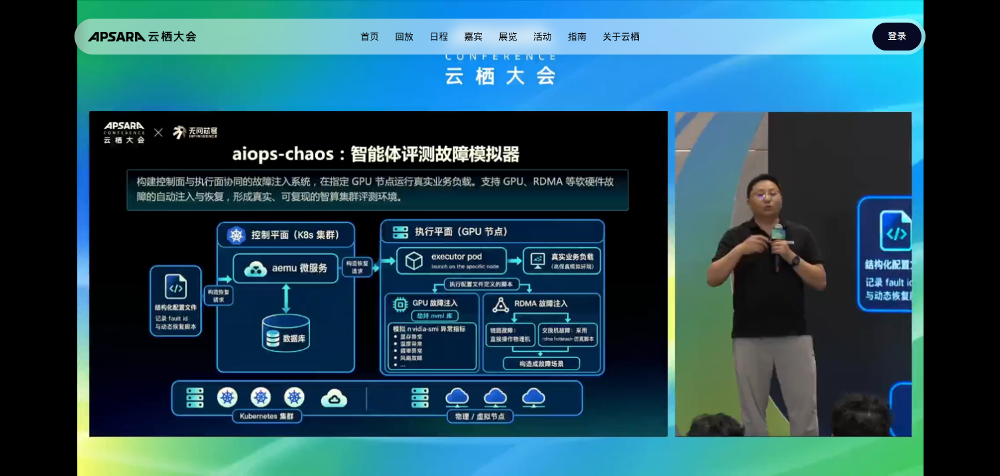 APSARA 云栖大会
首页 回放 日程 嘉宾 展览 活动 指南 关于云栖
登录
CONFERENCE
云栖大会
APSARA
CONFERENCE
云栖大会
无问芯穹
INFINIGENCE
aiops-chaos：智能体评测故障模拟器
构建控制面与执行面协同的故障注入系统，在指定 GPU 节点运行真实业务负载。支持 GPU、RDMA 等软硬件故
障的自动注入与恢复，形成真实、可复现的智算集群评测环境。
结构化配置文件
记录 fault id
与动态恢复脚本
构造恢复
请求
控制平面（K8s 集群）
aemu 微服务
数据库
构造恢复
请求
执行平面（GPU 节点）
executor pod
launch on the specific node
真实业务负载
（高保真模拟环境）
执行配置文件定义的脚本
GPU 故障注入
劫持 nvml 库
模拟 nvidia-smi 异常指标
显存异常
温度异常
频率异常
风扇故障
...
RDMA 故障注入
链路故障：
直接操作物理机
交换机故障：采用
仿真脚本
构造成故障场景
Kubernetes 集群
物理 / 虚拟节点
结构化配置
记录 fault
与动态恢复